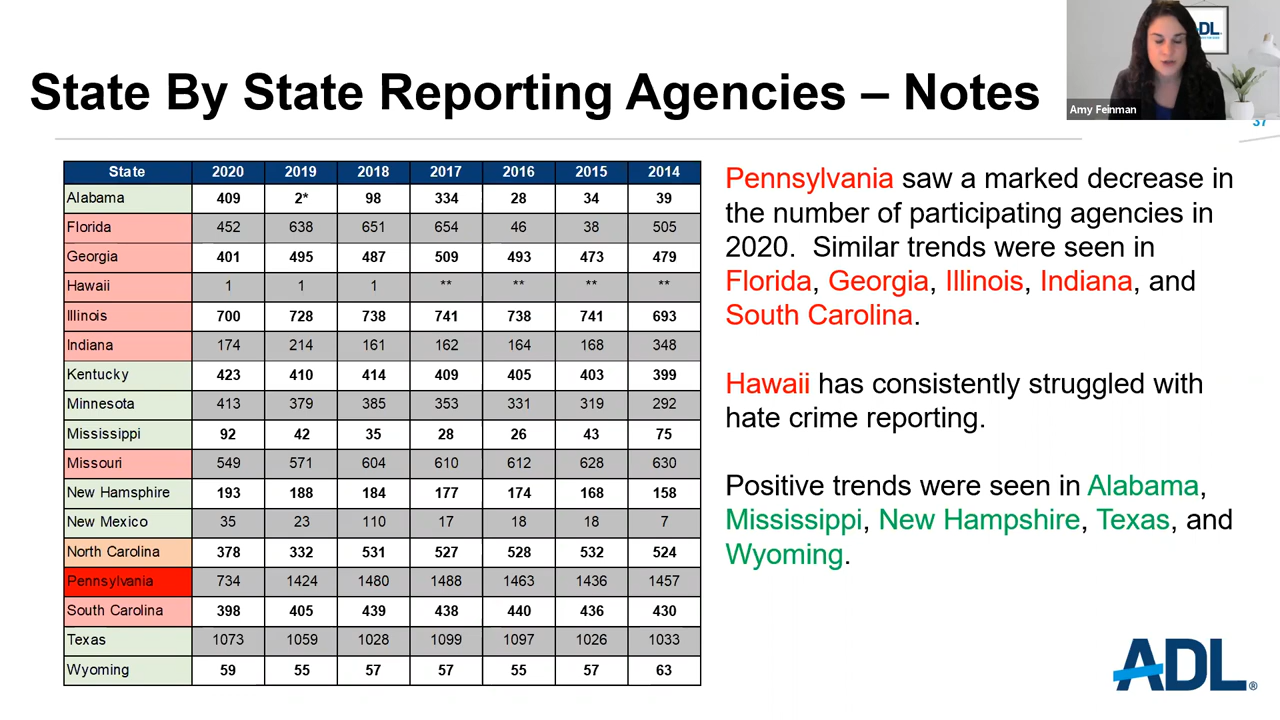 State By State Reporting Agencies – Notes
ADL
Amy Feinman
37
State 2020 2019 2018 2017 2016 2015 2014
Alabama 409 2* 98 334 28 34 39
Florida 452 638 651 654 46 38 505
Georgia 401 495 487 509 493 473 479
Hawaii 1 1 1 ** ** ** **
Illinois 700 728 738 741 738 741 693
Indiana 174 214 161 162 164 168 348
Kentucky 423 410 414 409 405 403 399
Minnesota 413 379 385 353 331 319 292
Mississippi 92 42 35 28 26 43 75
Missouri 549 571 604 610 612 628 630
New Hamsphire 193 188 184 177 174 168 158
New Mexico 35 23 110 17 18 18 7
North Carolina 378 332 531 527 528 532 524
Pennsylvania 734 1424 1480 1488 1463 1436 1457
South Carolina 398 405 439 438 440 436 430
Texas 1073 1059 1028 1099 1097 1026 1033
Wyoming 59 55 57 57 55 57 63
Pennsylvania saw a marked decrease in
the number of participating agencies in
2020. Similar trends were seen in
Florida, Georgia, Illinois, Indiana, and
South Carolina.
Hawaii has consistently struggled with
hate crime reporting.
Positive trends were seen in Alabama,
Mississippi, New Hampshire, Texas, and
Wyoming.
ADL®